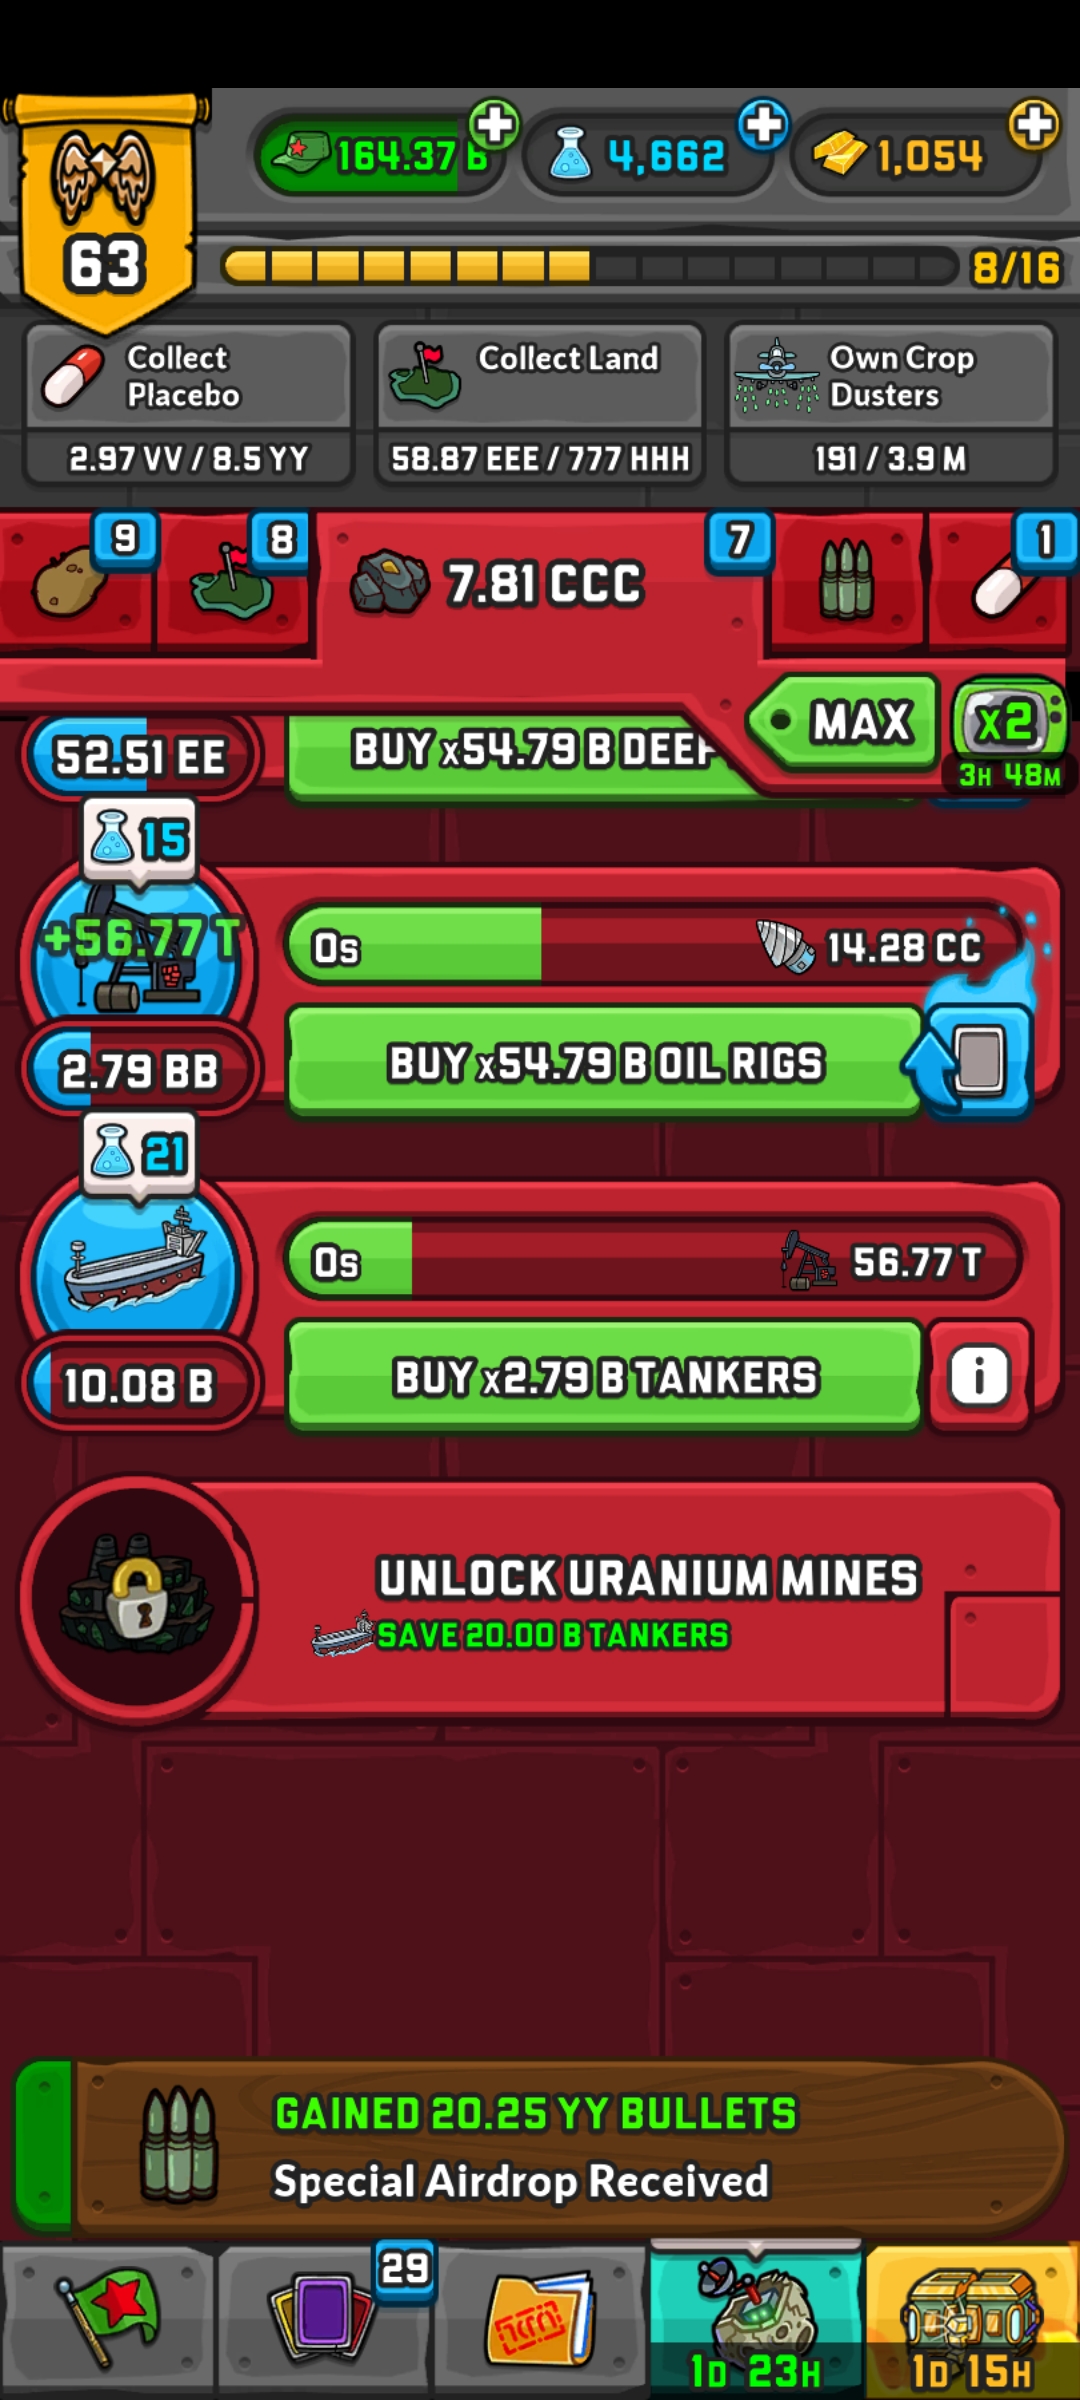 63
164.37 B
4,662
1,054
8/16
Collect
Placebo
2.97 VV / 8.5 YY
Collect Land
58.87 EEE / 777 HHH
Own Crop
Dusters
191 / 3.9 M
9
8
7.81 CCC
7
1
MAX
x2
3H 48M
52.51 EE
BUY x54.79 B DEEP
15
+56.77 T
0s
14.28 CC
2.79 BB
BUY x54.79 B OIL RIGS
21
0s
56.77 T
10.08 B
BUY x2.79 B TANKERS
i
UNLOCK URANIUM MINES
SAVE 20.00 B TANKERS
GAINED 20.25 YY BULLETS
Special Airdrop Received
29
1D 23H
1D 15H